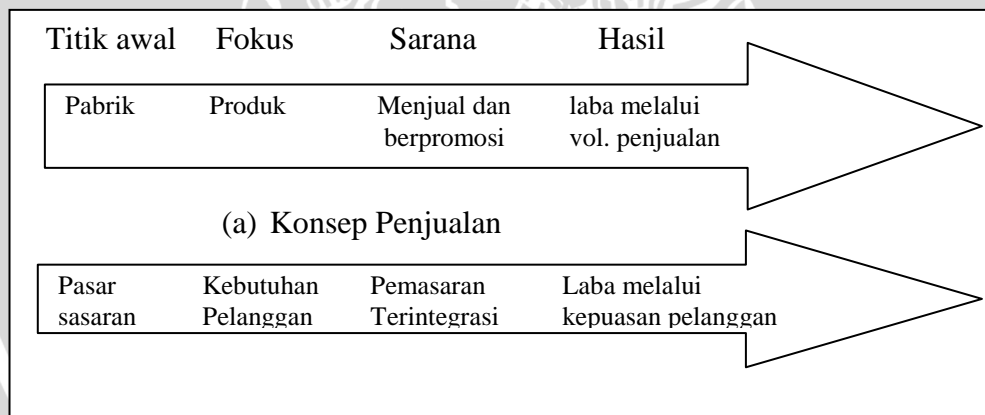 Titik awal Fokus Sarana Hasil
Pabrik Produk Menjual dan laba melalui
berpromosi vol. penjualan
(a) Konsep Penjualan
Pasar Kebutuhan Pemasaran Laba melalui
sasaran Pelanggan Terintegrasi kepuasan pelanggan